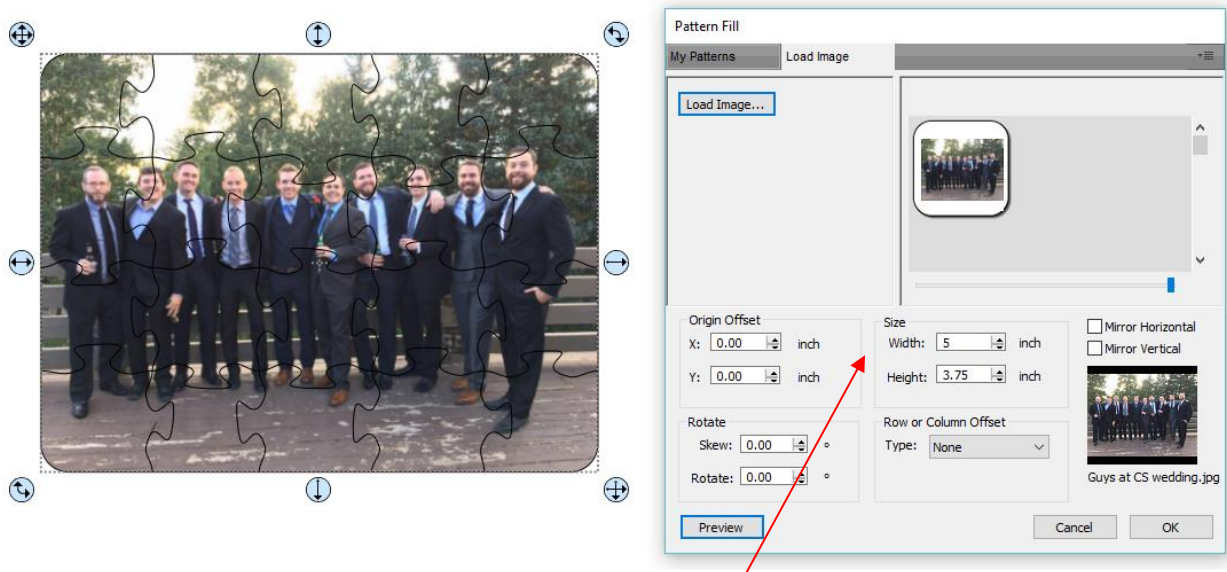 Pattern Fill
My Patterns Load Image
Load Image...
Origin Offset
X: 0.00 inch
Y: 0.00 inch
Size
Width: 5 inch
Height: 3.75 inch
Mirror Horizontal
Mirror Vertical
Rotate
Skew: 0.00 °
Rotate: 0.00 °
Row or Column Offset
Type: None
Guys at CS wedding.jpg
Preview Cancel OK